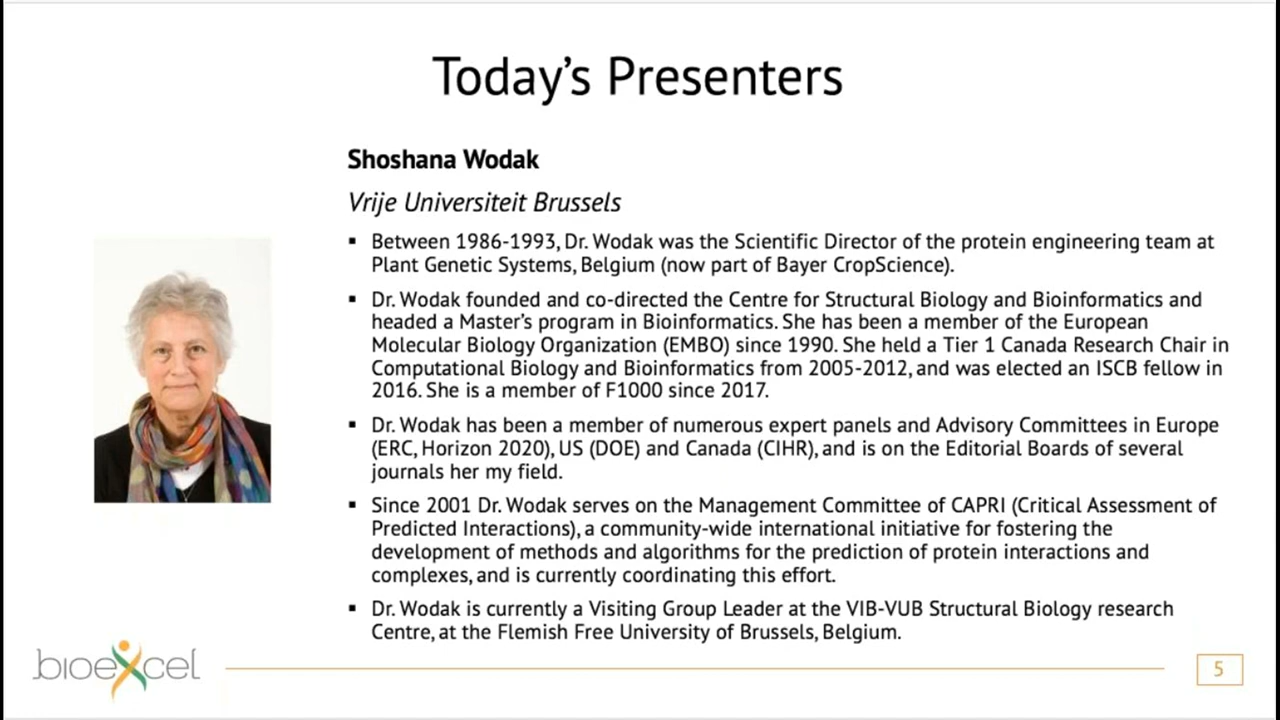 Today's Presenters
Shoshana Wodak
Vrije Universiteit Brussels
▪ Between 1986-1993, Dr. Wodak was the Scientific Director of the protein engineering team at
Plant Genetic Systems, Belgium (now part of Bayer CropScience).
▪ Dr. Wodak founded and co-directed the Centre for Structural Biology and Bioinformatics and
headed a Master's program in Bioinformatics. She has been a member of the European
Molecular Biology Organization (EMBO) since 1990. She held a Tier 1 Canada Research Chair in
Computational Biology and Bioinformatics from 2005-2012, and was elected an ISCB fellow in
2016. She is a member of F1000 since 2017.
▪ Dr. Wodak has been a member of numerous expert panels and Advisory Committees in Europe
(ERC, Horizon 2020), US (DOE) and Canada (CIHR), and is on the Editorial Boards of several
journals her my field.
▪ Since 2001 Dr. Wodak serves on the Management Committee of CAPRI (Critical Assessment of
Predicted Interactions), a community-wide international initiative for fostering the
development of methods and algorithms for the prediction of protein interactions and
complexes, and is currently coordinating this effort.
▪ Dr. Wodak is currently a Visiting Group Leader at the VIB-VUB Structural Biology research
Centre, at the Flemish Free University of Brussels, Belgium.
bioexcel
5